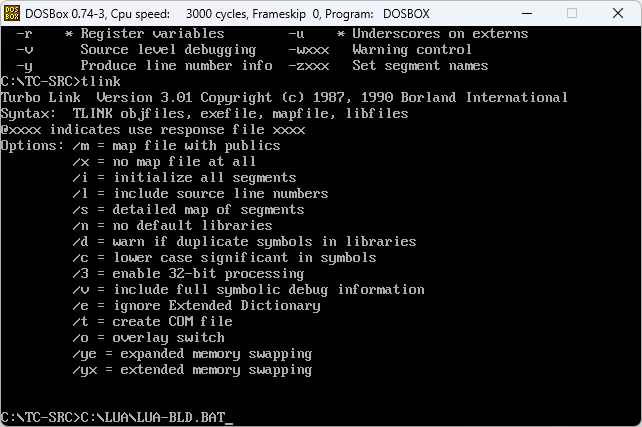 DOS BOX DOSBox 0.74-3, Cpu speed: 3000 cycles, Frameskip 0, Program: DOSBOX
-r * Register variables -u * Underscores on externs
-v Source level debugging -wxxx Warning control
-y Produce line number info -zxxx Set segment names
C:\TC-SRC>tlink
Turbo Link Version 3.01 Copyright (c) 1987, 1990 Borland International
Syntax: TLINK objfiles, exefile, mapfile, libfiles
@xxxx indicates use response file xxxx
Options: /m = map file with publics
/x = no map file at all
/i = initialize all segments
/l = include source line numbers
/s = detailed map of segments
/n = no default libraries
/d = warn if duplicate symbols in libraries
/c = lower case significant in symbols
/3 = enable 32-bit processing
/v = include full symbolic debug information
/e = ignore Extended Dictionary
/t = create COM file
/o = overlay switch
/ye = expanded memory swapping
/yx = extended memory swapping
C:\TC-SRC>C:\LUA\LUA-BLD.BAT_